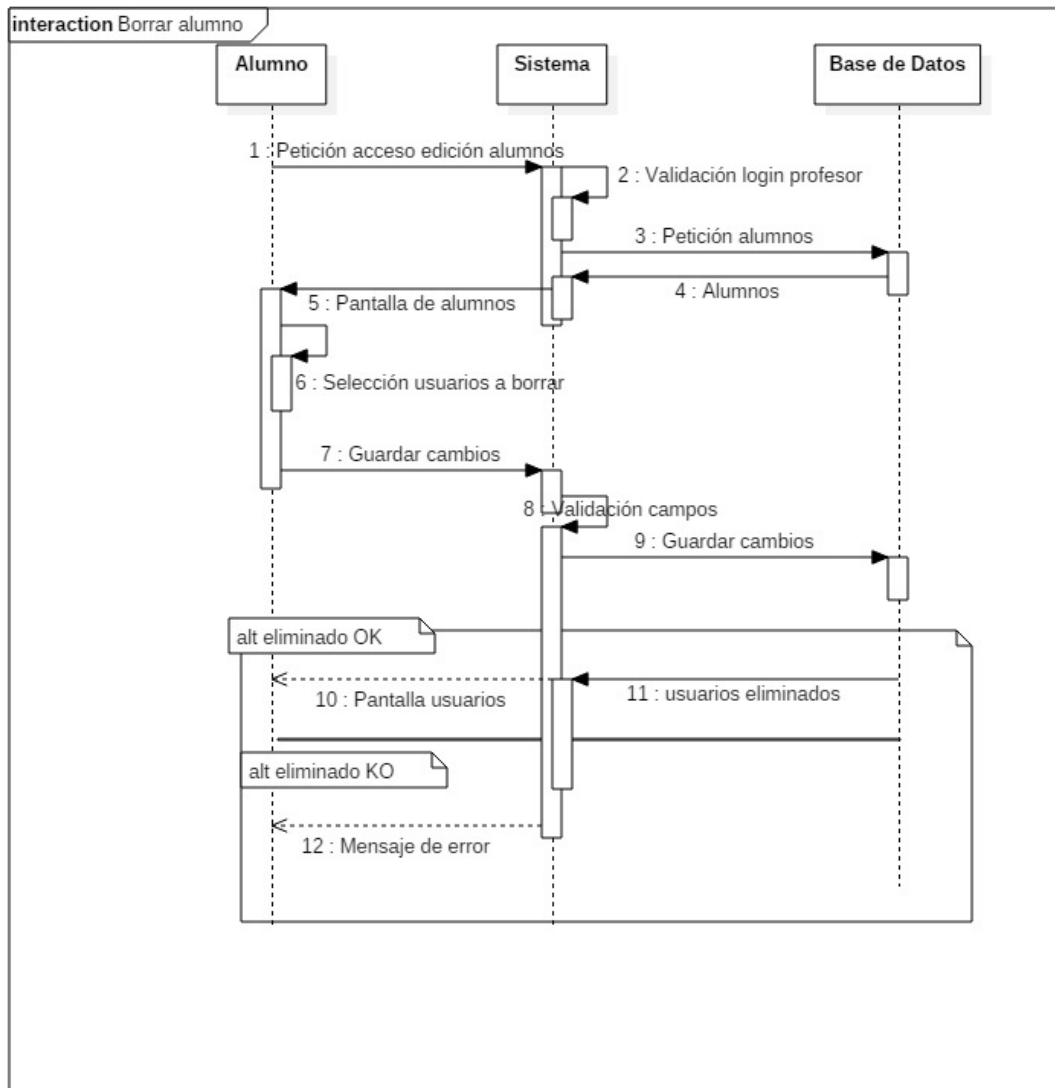 interaction Borrar alumno
Alumno
Sistema
Base de Datos
1 : Petición acceso edición alumnos
2 : Validación login profesor
3 : Petición alumnos
4 : Alumnos
5 : Pantalla de alumnos
6 : Selección usuarios a borrar
7 : Guardar cambios
8 : Validación campos
9 : Guardar cambios
alt eliminado OK
10 : Pantalla usuarios
11 : usuarios eliminados
alt eliminado KO
12 : Mensaje de error